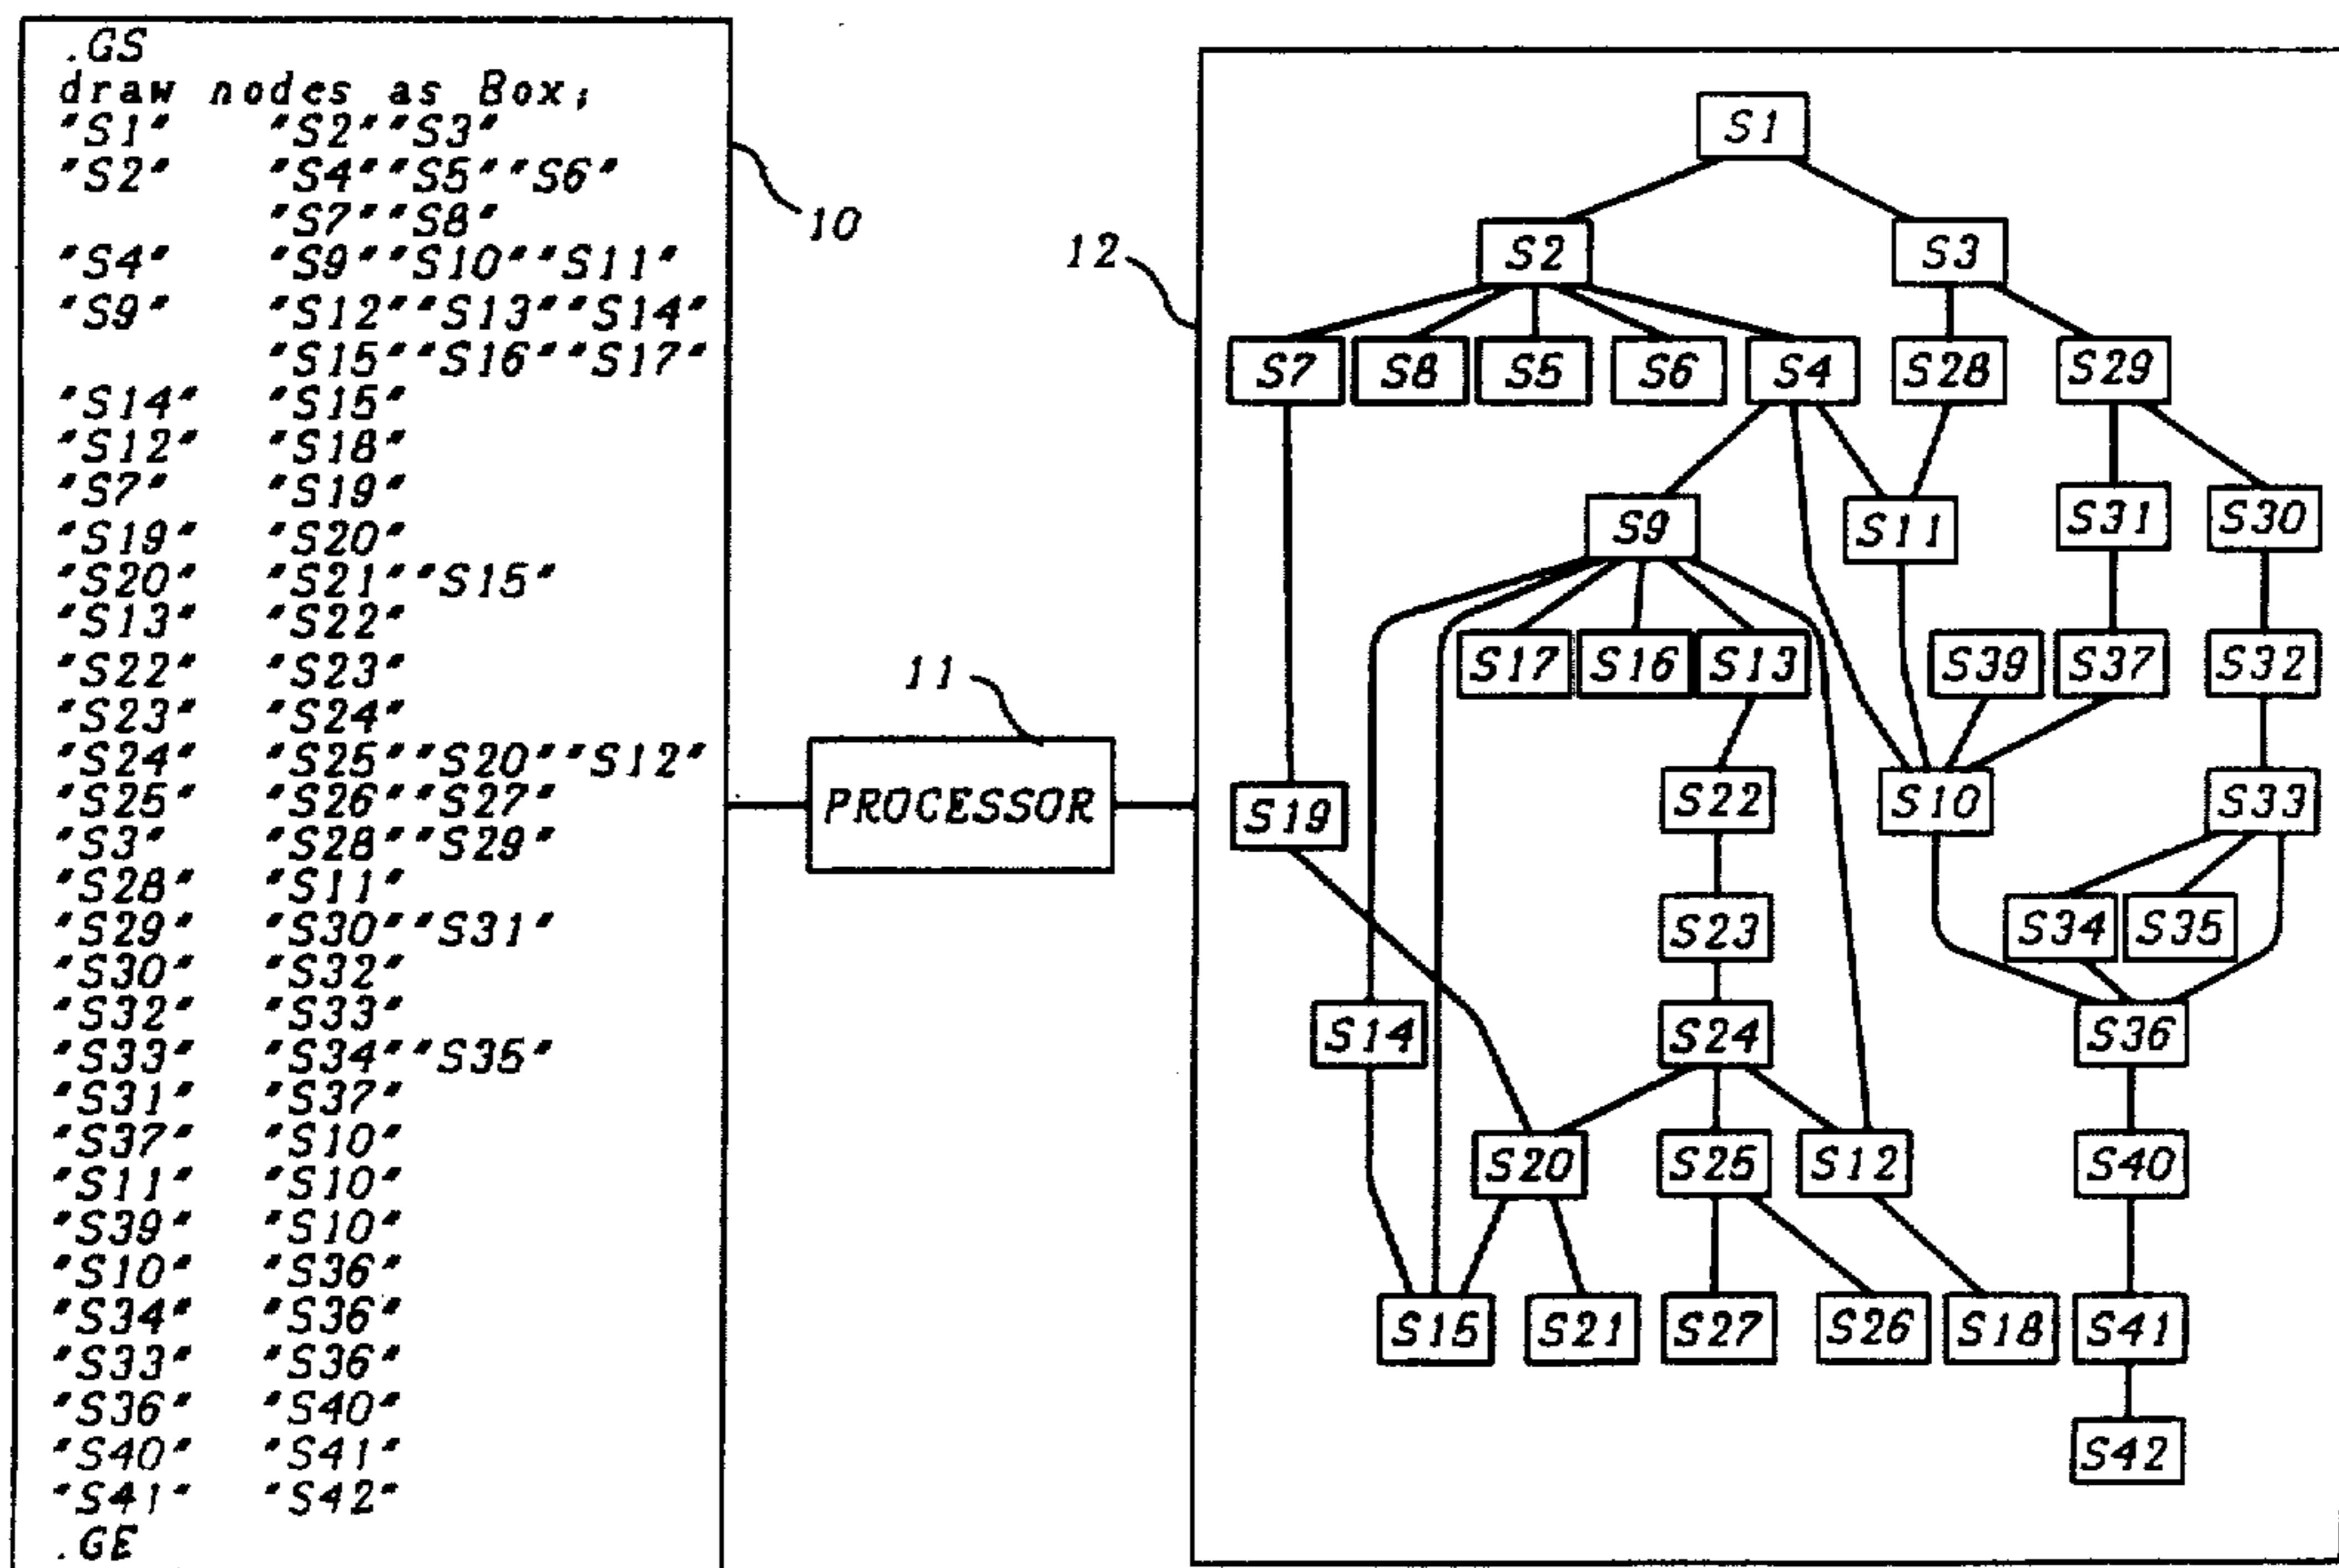 .GS
draw nodes as Box;
"S1" "S2""S3"
"S2" "S4""S5""S6"
"S7""S8"
"S4" "S9""S10""S11"
"S9" "S12""S13""S14"
"S15""S16""S17"
"S14" "S15"
"S12" "S18"
"S7" "S19"
"S19" "S20"
"S20" "S21""S15"
"S13" "S22"
"S22" "S23"
"S23" "S24"
"S24" "S25""S20""S12"
"S25" "S26""S27"
"S3" "S28""S29"
"S28" "S11"
"S29" "S30""S31"
"S30" "S32"
"S32" "S33"
"S33" "S34""S35"
"S31" "S37"
"S37" "S10"
"S11" "S10"
"S39" "S10"
"S10" "S36"
"S34" "S36"
"S33" "S36"
"S36" "S40"
"S40" "S41"
"S41" "S42"
.GE
10
11
PROCESSOR
12
S1
S2 S3
S7 S8 S5 S6 S4 S28 S29
S9 S11 S31 S30
S17 S16 S13 S39 S37 S32
S19 S22 S10 S33
S23 S34 S35
S14 S24 S36
S20 S25 S12 S40
S15 S21 S27 S26 S18 S41
S42